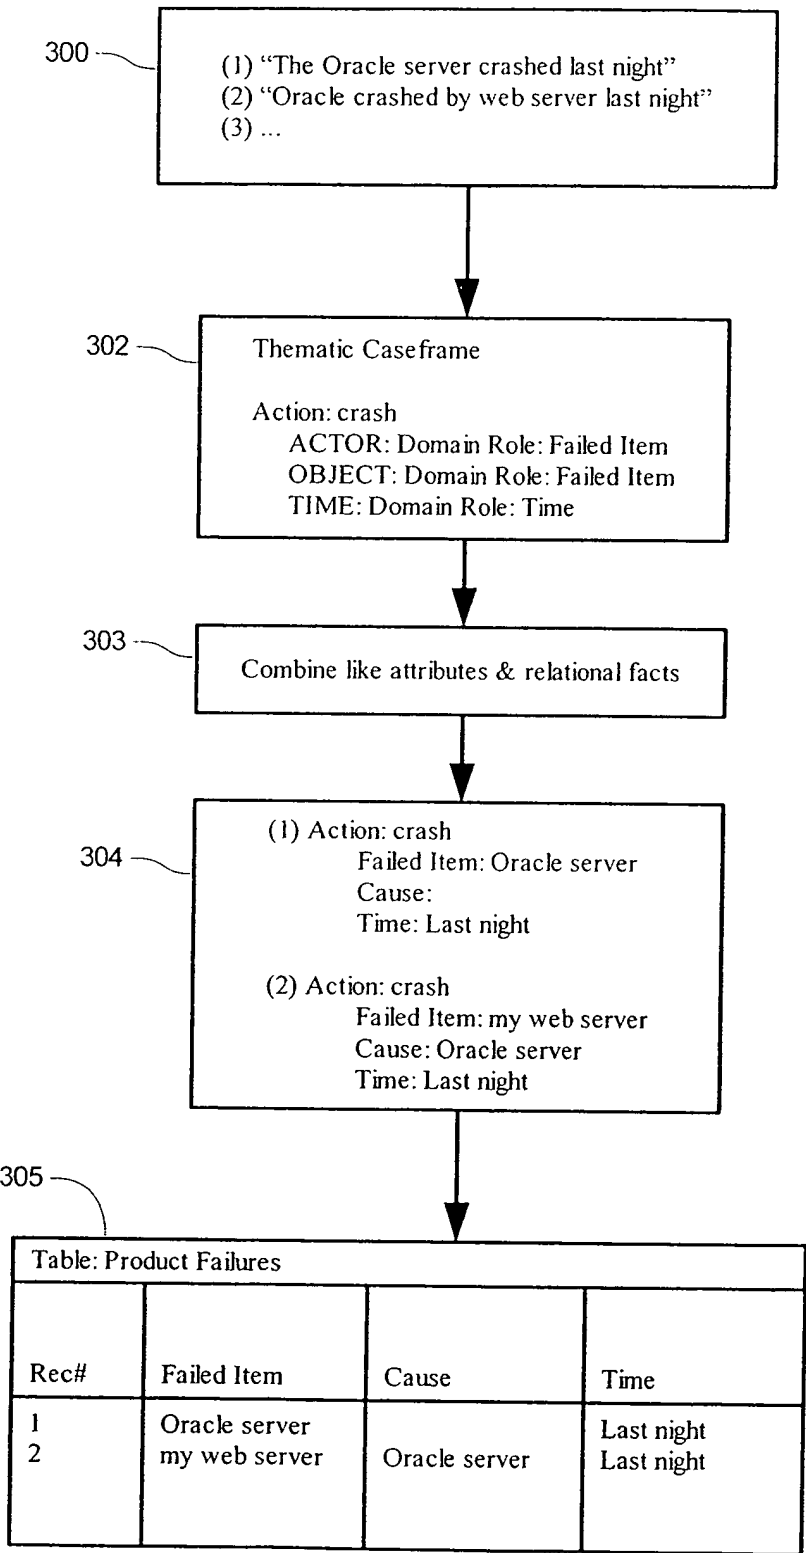 300
(1) “The Oracle server crashed last night”
(2) “Oracle crashed by web server last night”
(3) ...
302
Thematic Caseframe
Action: crash
ACTOR: Domain Role: Failed Item
OBJECT: Domain Role: Failed Item
TIME: Domain Role: Time
303
Combine like attributes & relational facts
304
(1) Action: crash
Failed Item: Oracle server
Cause:
Time: Last night
(2) Action: crash
Failed Item: my web server
Cause: Oracle server
Time: Last night
305
Table: Product Failures
Rec# Failed Item Cause Time
1 Oracle server Last night
2 my web server Oracle server Last night